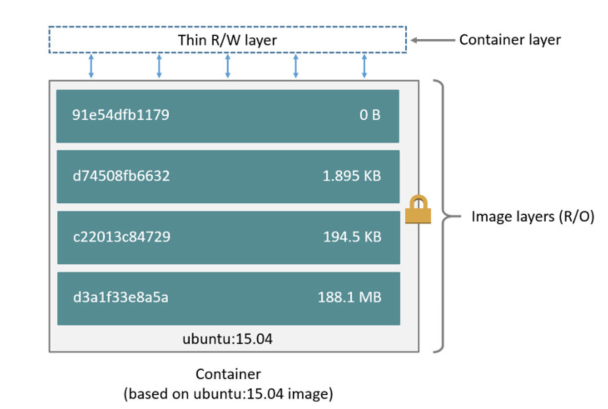 Thin R/W layer
Container layer
91e54dfb1179 0 B
d74508fb6632 1.895 KB
c22013c84729 194.5 KB
Image layers (R/O)
d3a1f33e8a5a 188.1 MB
ubuntu:15.04
Container
(based on ubuntu:15.04 image)